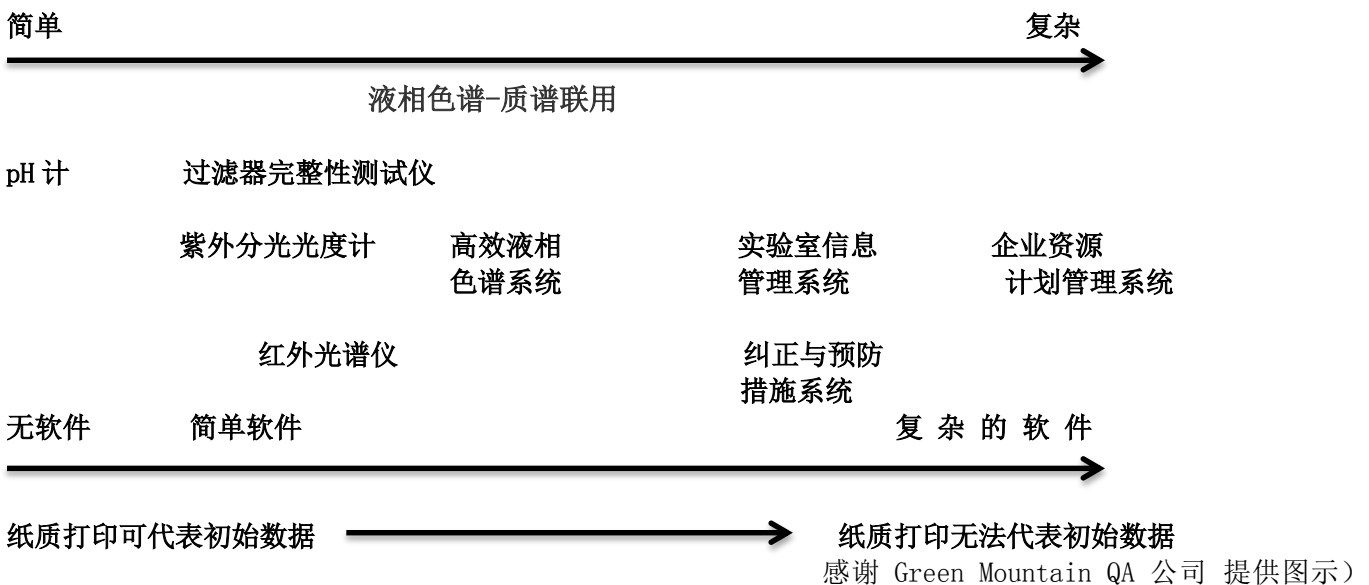 简单 复杂
液相色谱-质谱联用
pH 计 过滤器完整性测试仪
紫外分光光度计 高效液相 实验室信息 企业资源
色谱系统 管理系统 计划管理系统
红外光谱仪 纠正与预防
措施系统
无软件 简单软件 复 杂 的 软 件
纸质打印可代表初始数据 纸质打印无法代表初始数据
感谢 Green Mountain QA 公司 提供图示）